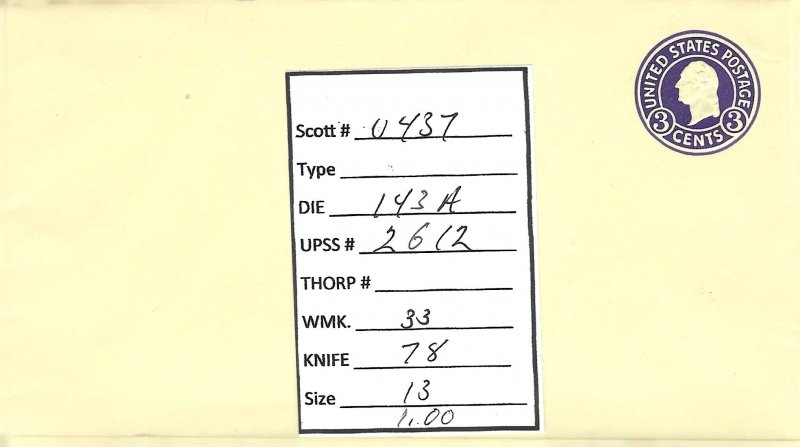 UNITED STATES POSTAGE
3 CENTS 3
Scott # U437
Type
DIE 143A
UPSS # 2612
THORP #
WMK. 33
KNIFE 78
Size 13
1.00